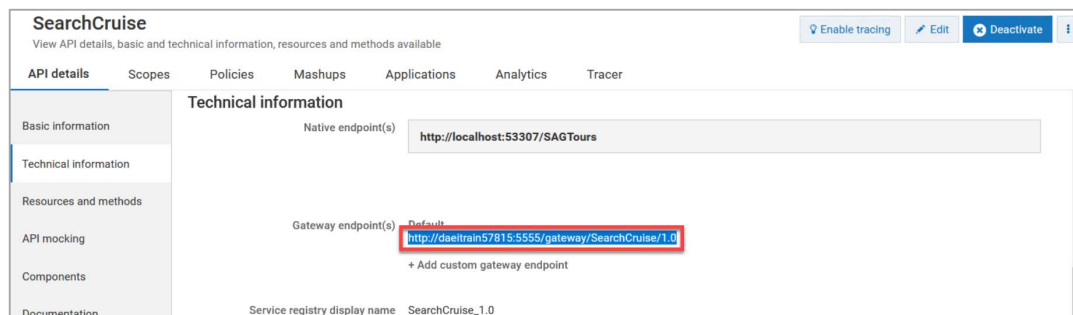 SearchCruise
View API details, basic and technical information, resources and methods available
Enable tracing
Edit
Deactivate
API details Scopes Policies Mashups Applications Analytics Tracer
Technical information
Basic information
Technical information
Resources and methods
API mocking
Components
Documentation
Native endpoint(s) http://localhost:53307/SAGTours
Gateway endpoint(s) Default
http://daeitrain57815:5555/gateway/SearchCruise/1.0
+ Add custom gateway endpoint
Service registry display name SearchCruise_1.0